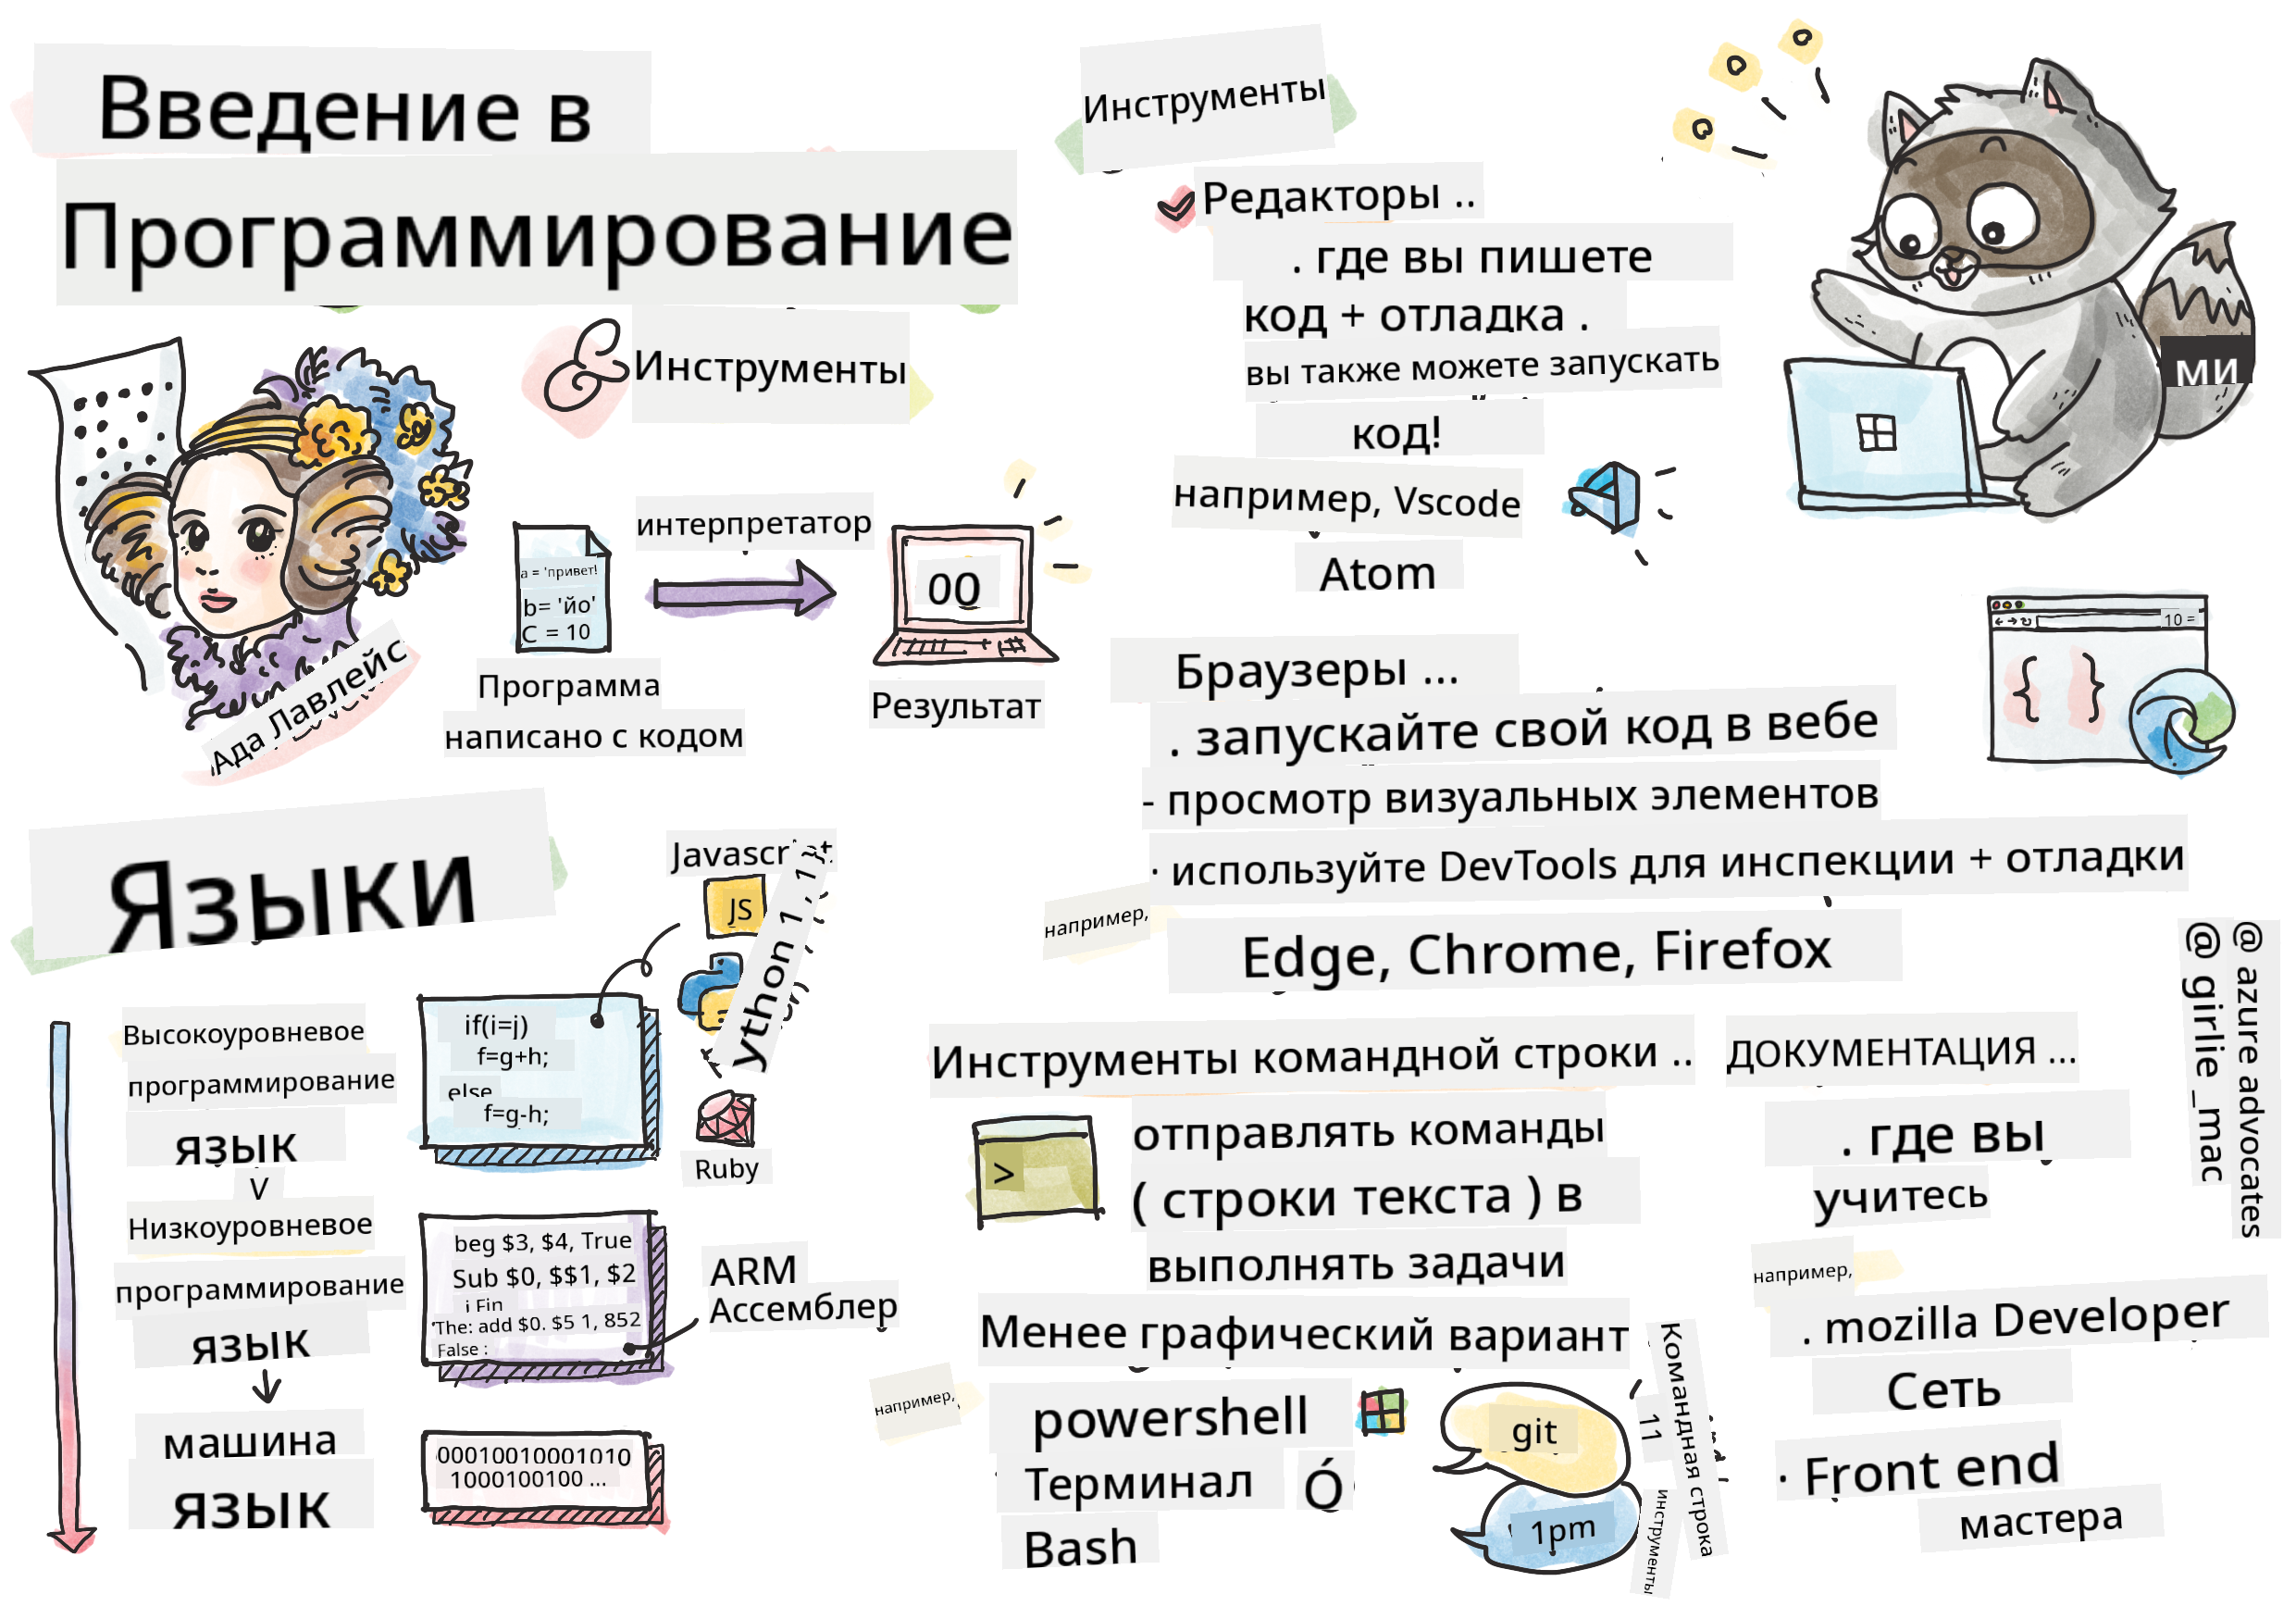 Введение в
Программирование
& Инструменты
Ада Лавлейс
а = 'привет!
b= 'йо'
C = 10
Программа
написано с кодом
интерпретатор
00
Результат
Языки
Высокоуровневое
программирование
язык
V
Низкоуровневое
программирование
язык
машина
язык
if(i=j)
f=g+h;
else
f=g-h;
Javascript
JS
ython 1, 1
Ruby
beg $3, $4, True
Sub $0, $$1, $2
j Fin
The: add $0. $5 1, 852
False :
ARM
Ассемблер
00010010001010
1000100100 ...
Инструменты
Редакторы ..
. где вы пишете
код + отладка .
вы также можете запускать
код!
например, Vscode
Atom
ми
Браузеры ...
. запускайте свой код в вебе
- просмотр визуальных элементов
· используйте DevTools для инспекции + отладки
например,
Edge, Chrome, Firefox
10 =
{ }
Инструменты командной строки ..
>
отправлять команды
( строки текста ) в
выполнять задачи
Менее графический вариант
например,
powershell
Терминал Ó
Bash
git
1pm
11
Командная строка
инструменты
ДОКУМЕНТАЦИЯ ...
. где вы
учитесь
например,
. mozilla Developer
Сеть
· Front end
мастера
@ azure advocates
@ girlie_mac